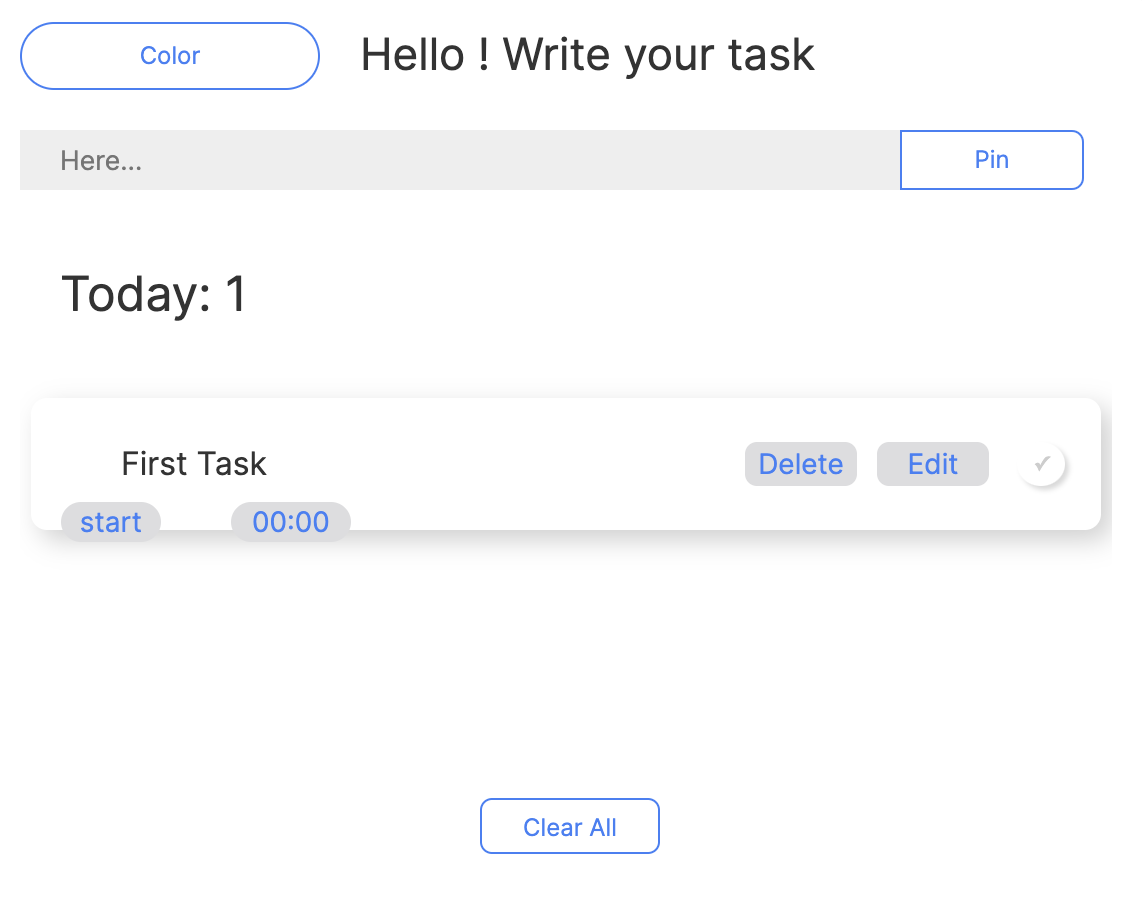 Color
Hello ! Write your task
Here...
Pin
Today: 1
First Task
Delete
Edit
✓
start
00:00
Clear All